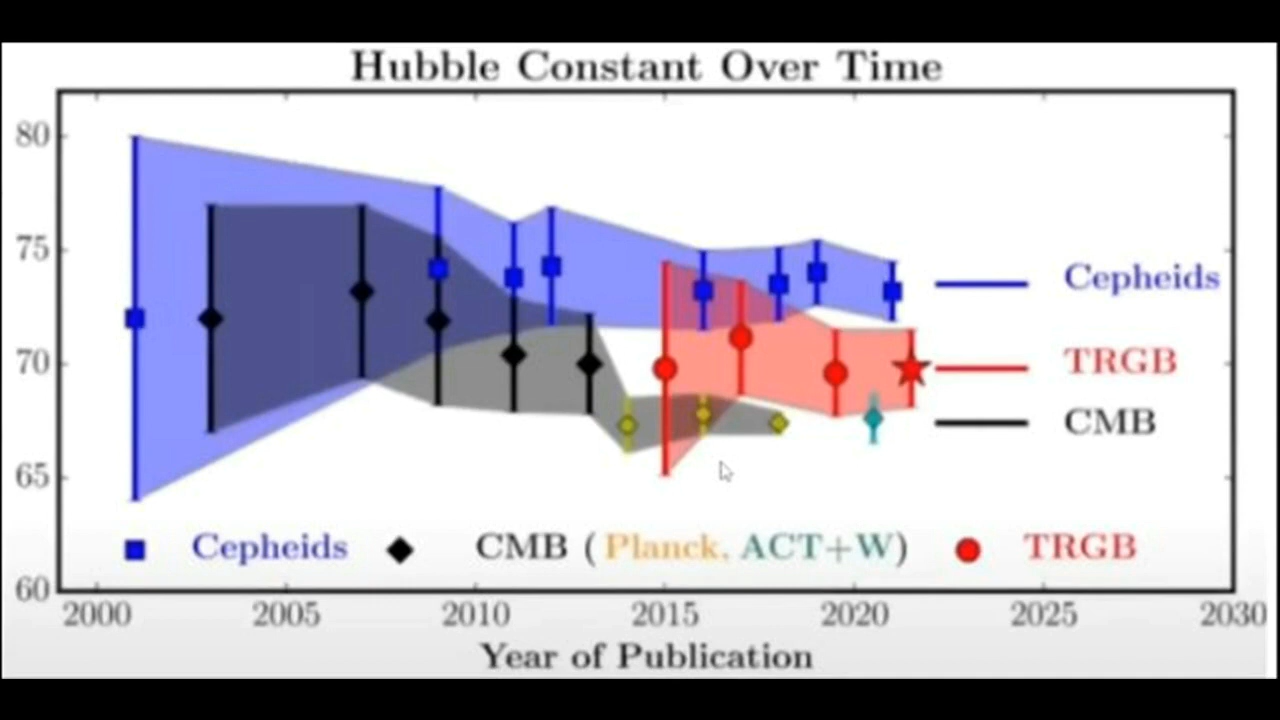 Hubble Constant Over Time
80
75
70
65
60
Cepheids
TRGB
CMB
Cepheids CMB ( Planck, ACT+W) TRGB
2000 2005 2010 2015 2020 2025 2030
Year of Publication